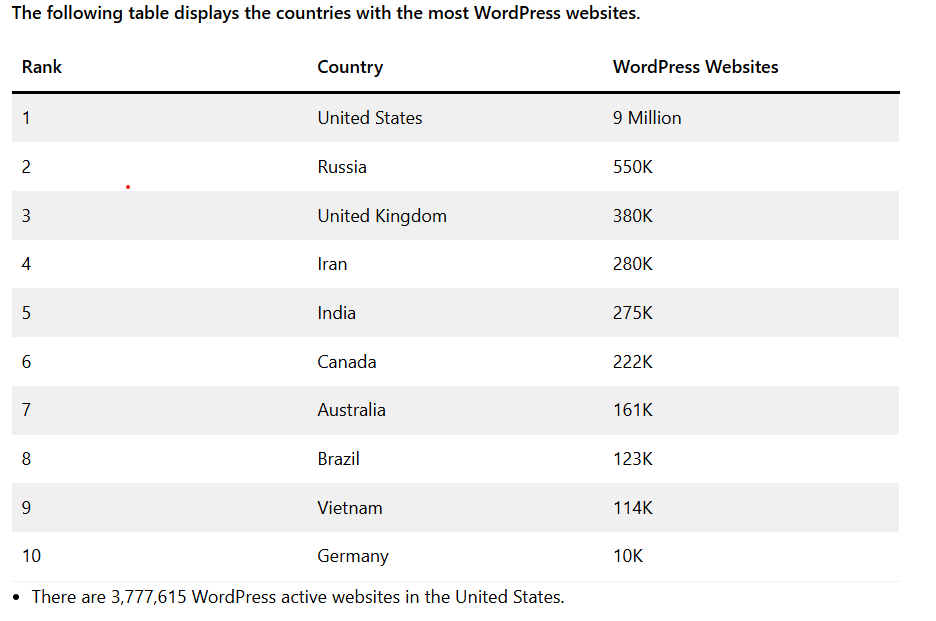 The following table displays the countries with the most WordPress websites.
Rank Country WordPress Websites
1 United States 9 Million
2 Russia 550K
3 United Kingdom 380K
4 Iran 280K
5 India 275K
6 Canada 222K
7 Australia 161K
8 Brazil 123K
9 Vietnam 114K
10 Germany 10K
• There are 3,777,615 WordPress active websites in the United States.